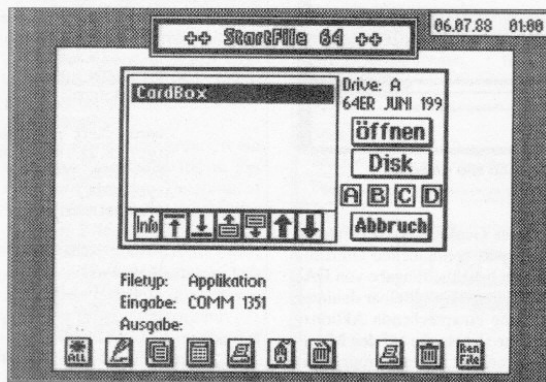 06.07.88 01:00
++ StartFile 64 ++
CardBox
Drive: A
64ER JUNI 199
Öffnen
Disk
A B C D
Info
Abbruch
Filetyp: Applikation
Eingabe: COMM 1351
Ausgabe:
ALL
Ren
File